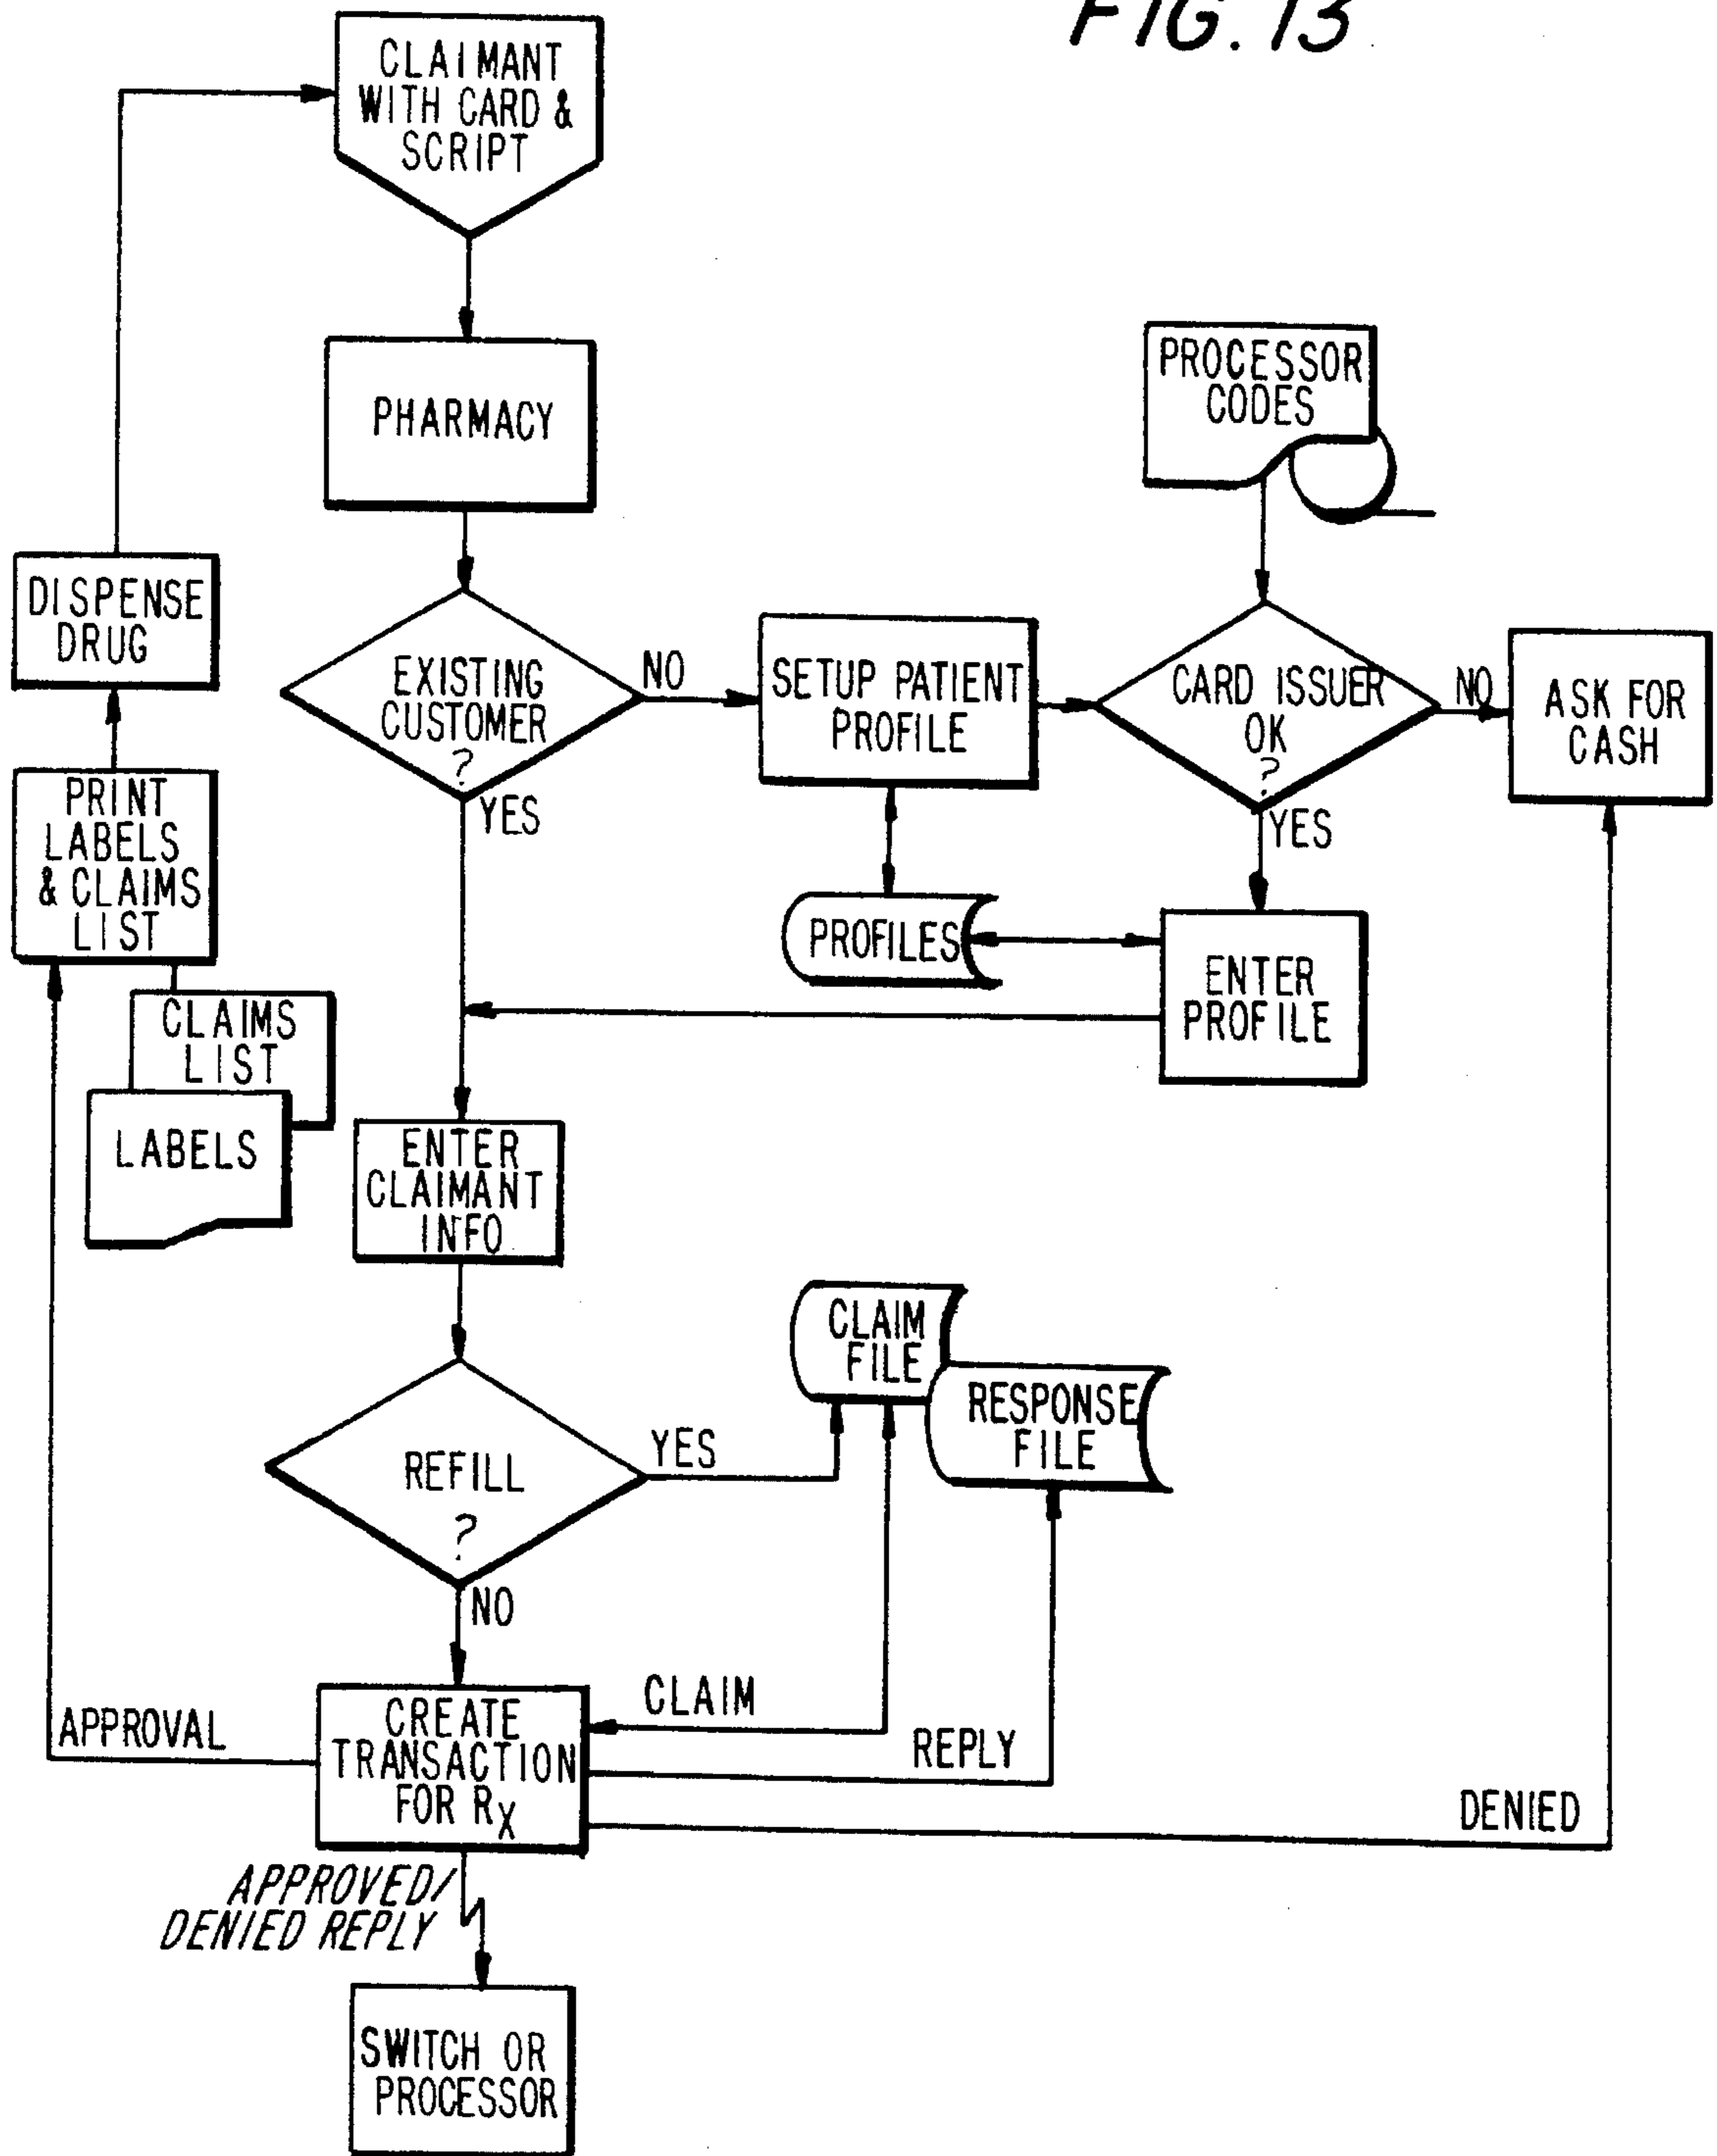 FIG. 13
CLAIMANT
WITH CARD &
SCRIPT
PHARMACY
PROCESSOR
CODES
DISPENSE
DRUG
EXISTING
CUSTOMER
?
NO
YES
SETUP PATIENT
PROFILE
CARD ISSUER
OK
?
NO
YES
ASK FOR
CASH
PRINT
LABELS
& CLAIMS
LIST
PROFILES
ENTER
PROFILE
CLAIMS
LIST
LABELS
ENTER
CLAIMANT
INFO
CLAIM
FILE
RESPONSE
FILE
REFILL
?
YES
NO
APPROVAL
CREATE
TRANSACTION
FOR RX
CLAIM
REPLY
DENIED
APPROVED/
DENIED REPLY
SWITCH OR
PROCESSOR